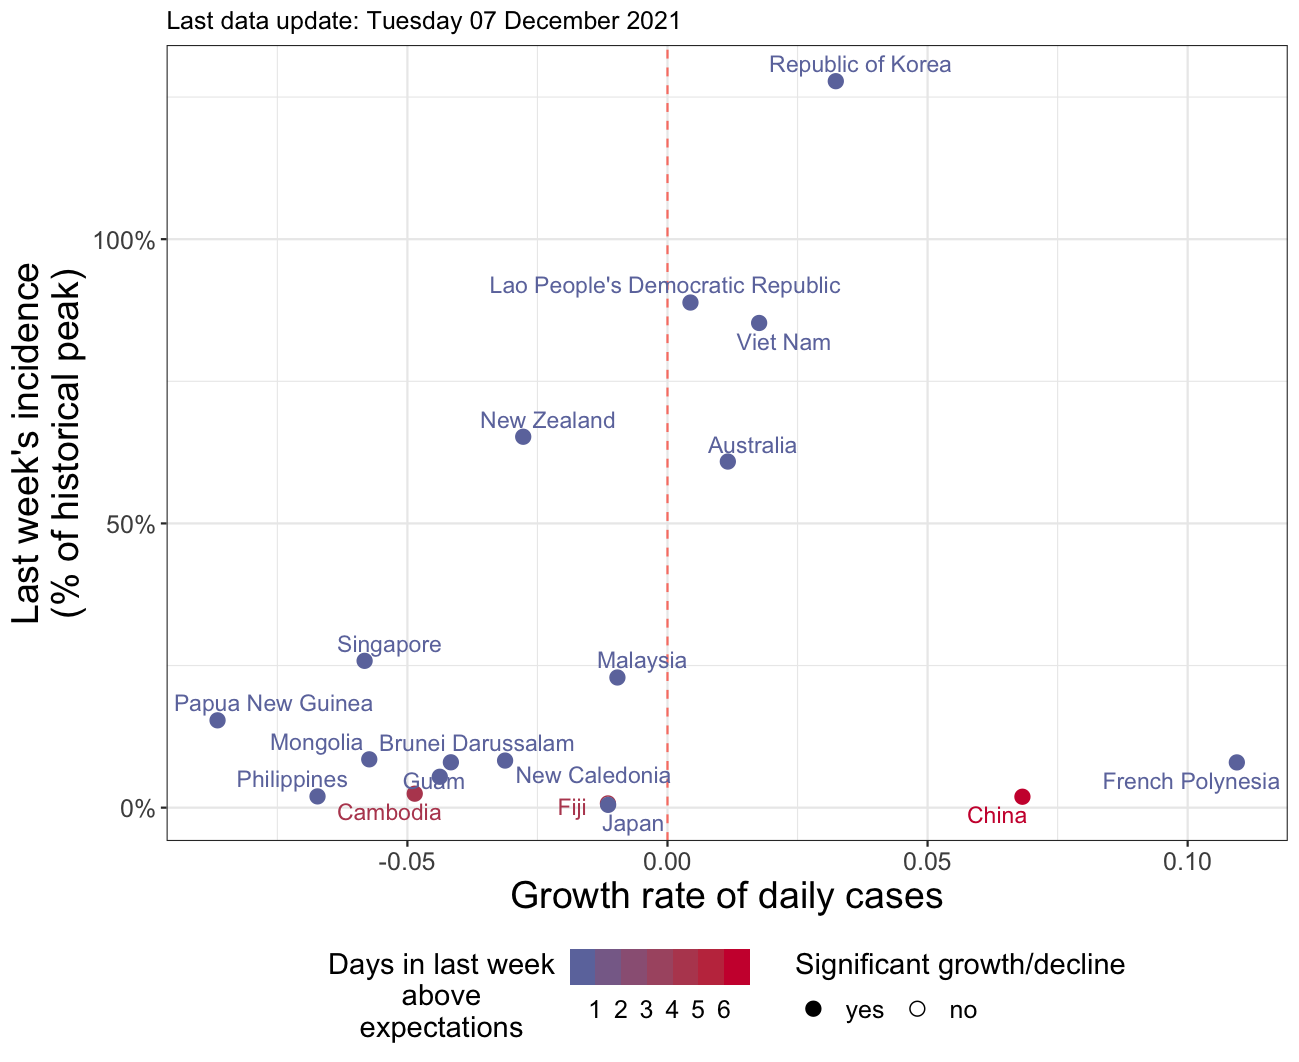 Last data update: Tuesday 07 December 2021
Republic of Korea
100%
Lao People's Democratic Republic
Viet Nam
New Zealand
Australia
Last week's incidence
(% of historical peak)
50%
Singapore
Malaysia
Papua New Guinea
Mongolia
Brunei Darussalam
Philippines
Guam
New Caledonia
French Polynesia
Cambodia
Fiji
Japan
China
0%
-0.05
0.00
0.05
0.10
Growth rate of daily cases
Days in last week
above
expectations
1 2 3 4 5 6
Significant growth/decline
yes
no